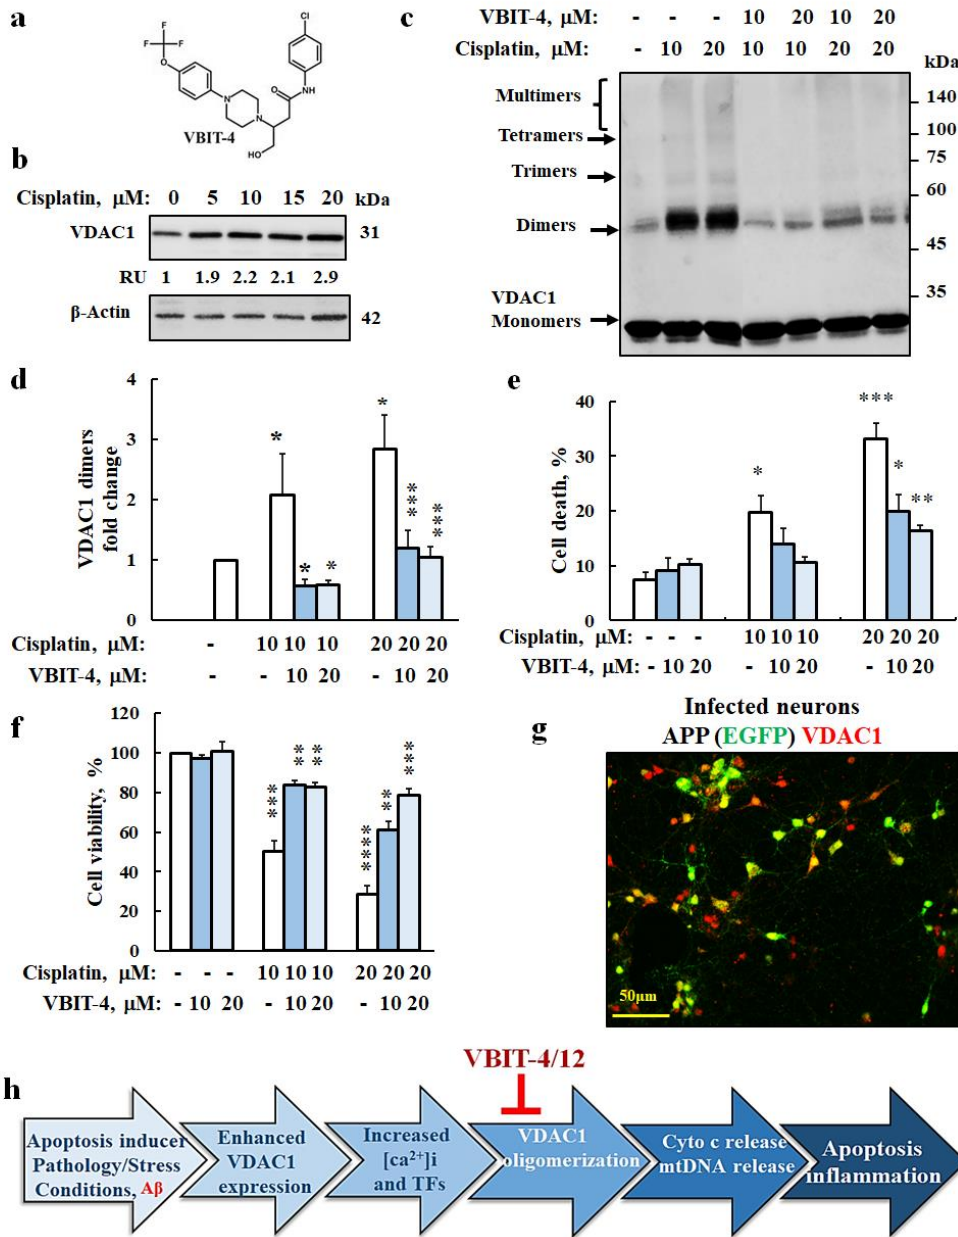 a
F
F
F
O
N
N
O
NH
Cl
HO
VBIT-4
b
Cisplatin, μM: 0 5 10 15 20 kDa
VDAC1 31
RU 1 1.9 2.2 2.1 2.9
β-Actin 42
c
VBIT-4, μM: - - - 10 20 10 20
Cisplatin, μM: - 10 20 10 10 20 20
kDa
Multimers
Tetramers
Trimers
Dimers
VDAC1
Monomers
140
100
75
60
45
35
d
VDAC1 dimers
fold change
4
3
2
1
0
* * * * *** ***
Cisplatin, μM: - 10 10 10 20 20 20
VBIT-4, μM: - - 10 20 - 10 20
e
Cell death, %
40
30
20
10
0
* *** * **
Cisplatin, μM: - - - 10 10 10 20 20 20
VBIT-4, μM: - 10 20 - 10 20 - 10 20
f
Cell viability, %
120
100
80
60
40
20
0
*** ** ** **** ** ***
Cisplatin, μM: - - - 10 10 10 20 20 20
VBIT-4, μM: - 10 20 - 10 20 - 10 20
g
Infected neurons
APP (EGFP) VDAC1
50μm
h
VBIT-4/12
Apoptosis inducer
Pathology/Stress
Conditions, Aβ
Enhanced
VDAC1
expression
Increased
[ca²⁺]i
and TFs
VDAC1
oligomerization
Cyto c release
mtDNA release
Apoptosis
inflammation